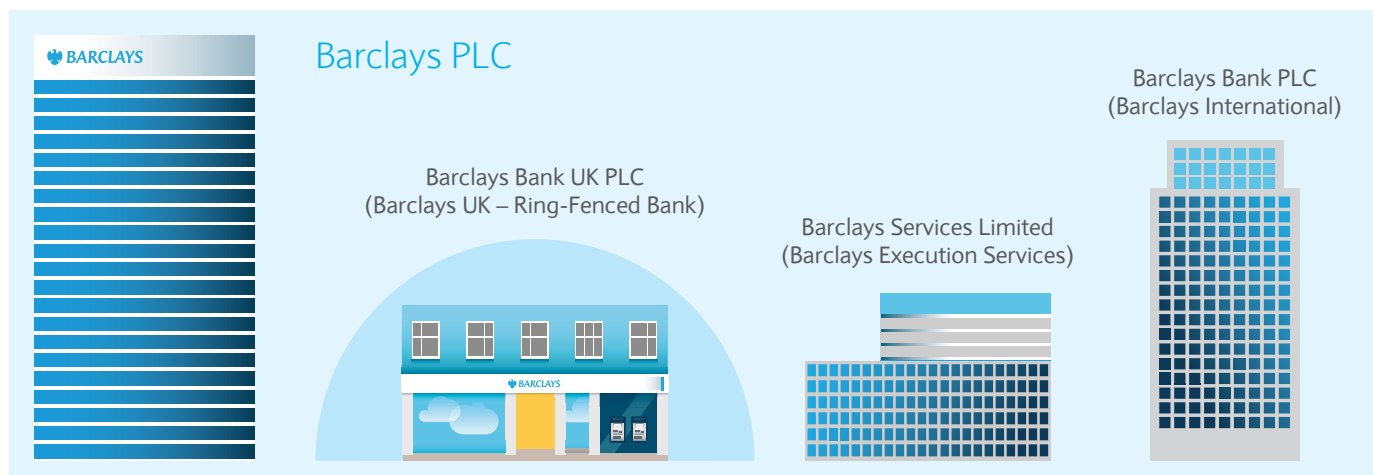 BARCLAYS
Barclays PLC
Barclays Bank UK PLC
(Barclays UK – Ring-Fenced Bank)
BARCLAYS
Barclays Services Limited
(Barclays Execution Services)
Barclays Bank PLC
(Barclays International)